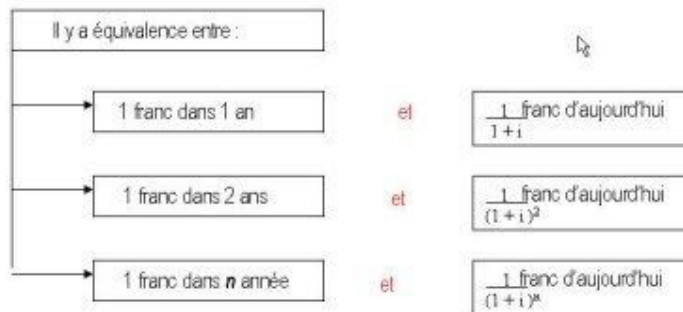 Il y a équivalence entre :
1 franc dans 1 an et 1 franc d'aujourd'hui
1 + i
1 franc dans 2 ans et 1 franc d'aujourd'hui
(1 + i)²
1 franc dans n année et 1 franc d'aujourd'hui
(1 + i)ⁿ